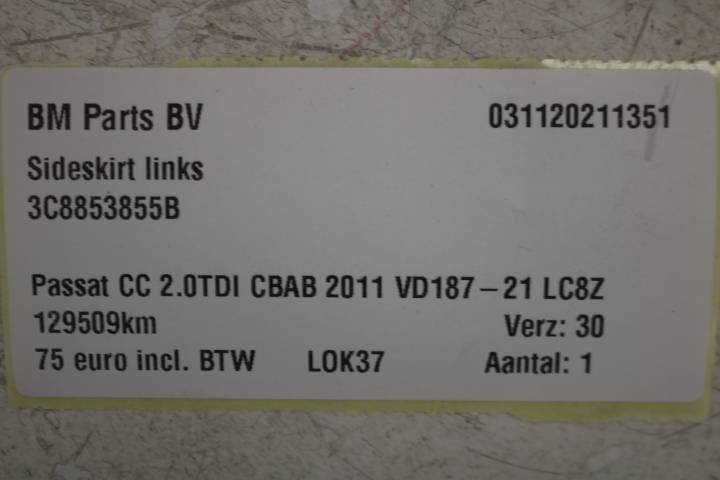 BM Parts BV 031120211351
Sideskirt links
3C8853855B
Passat CC 2.0TDI CBAB 2011 VD187-21 LC8Z
129509km Verz: 30
75 euro incl. BTW LOK37 Aantal: 1